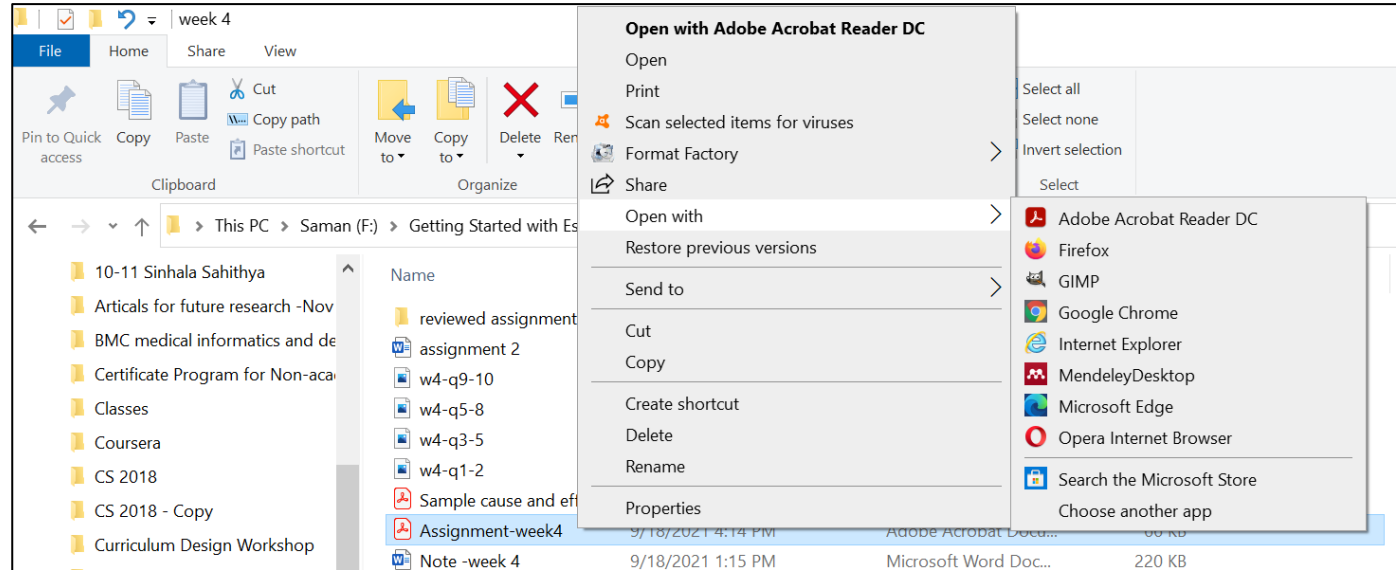 week 4
File Home Share View
Pin to Quick access
Copy
Paste
Cut
Copy path
Paste shortcut
Clipboard
Move to
Copy to
Delete
Ren
Organize
Select all
Select none
Invert selection
Select
This PC > Saman (F:) > Getting Started with Es
10-11 Sinhala Sahithya
Articals for future research -Nov
BMC medical informatics and de
Certificate Program for Non-aca
Classes
Coursera
CS 2018
CS 2018 - Copy
Curriculum Design Workshop
Name
reviewed assignment
assignment 2
w4-q9-10
w4-q5-8
w4-q3-5
w4-q1-2
Sample cause and eff
Assignment-week4 9/18/2021 4:14 PM Adobe Acrobat Docu... 66 KB
Note -week 4 9/18/2021 1:15 PM Microsoft Word Doc... 220 KB
Open with Adobe Acrobat Reader DC
Open
Print
Scan selected items for viruses
Format Factory
Share
Open with
Restore previous versions
Send to
Cut
Copy
Create shortcut
Delete
Rename
Properties
Adobe Acrobat Reader DC
Firefox
GIMP
Google Chrome
Internet Explorer
MendeleyDesktop
Microsoft Edge
Opera Internet Browser
Search the Microsoft Store
Choose another app